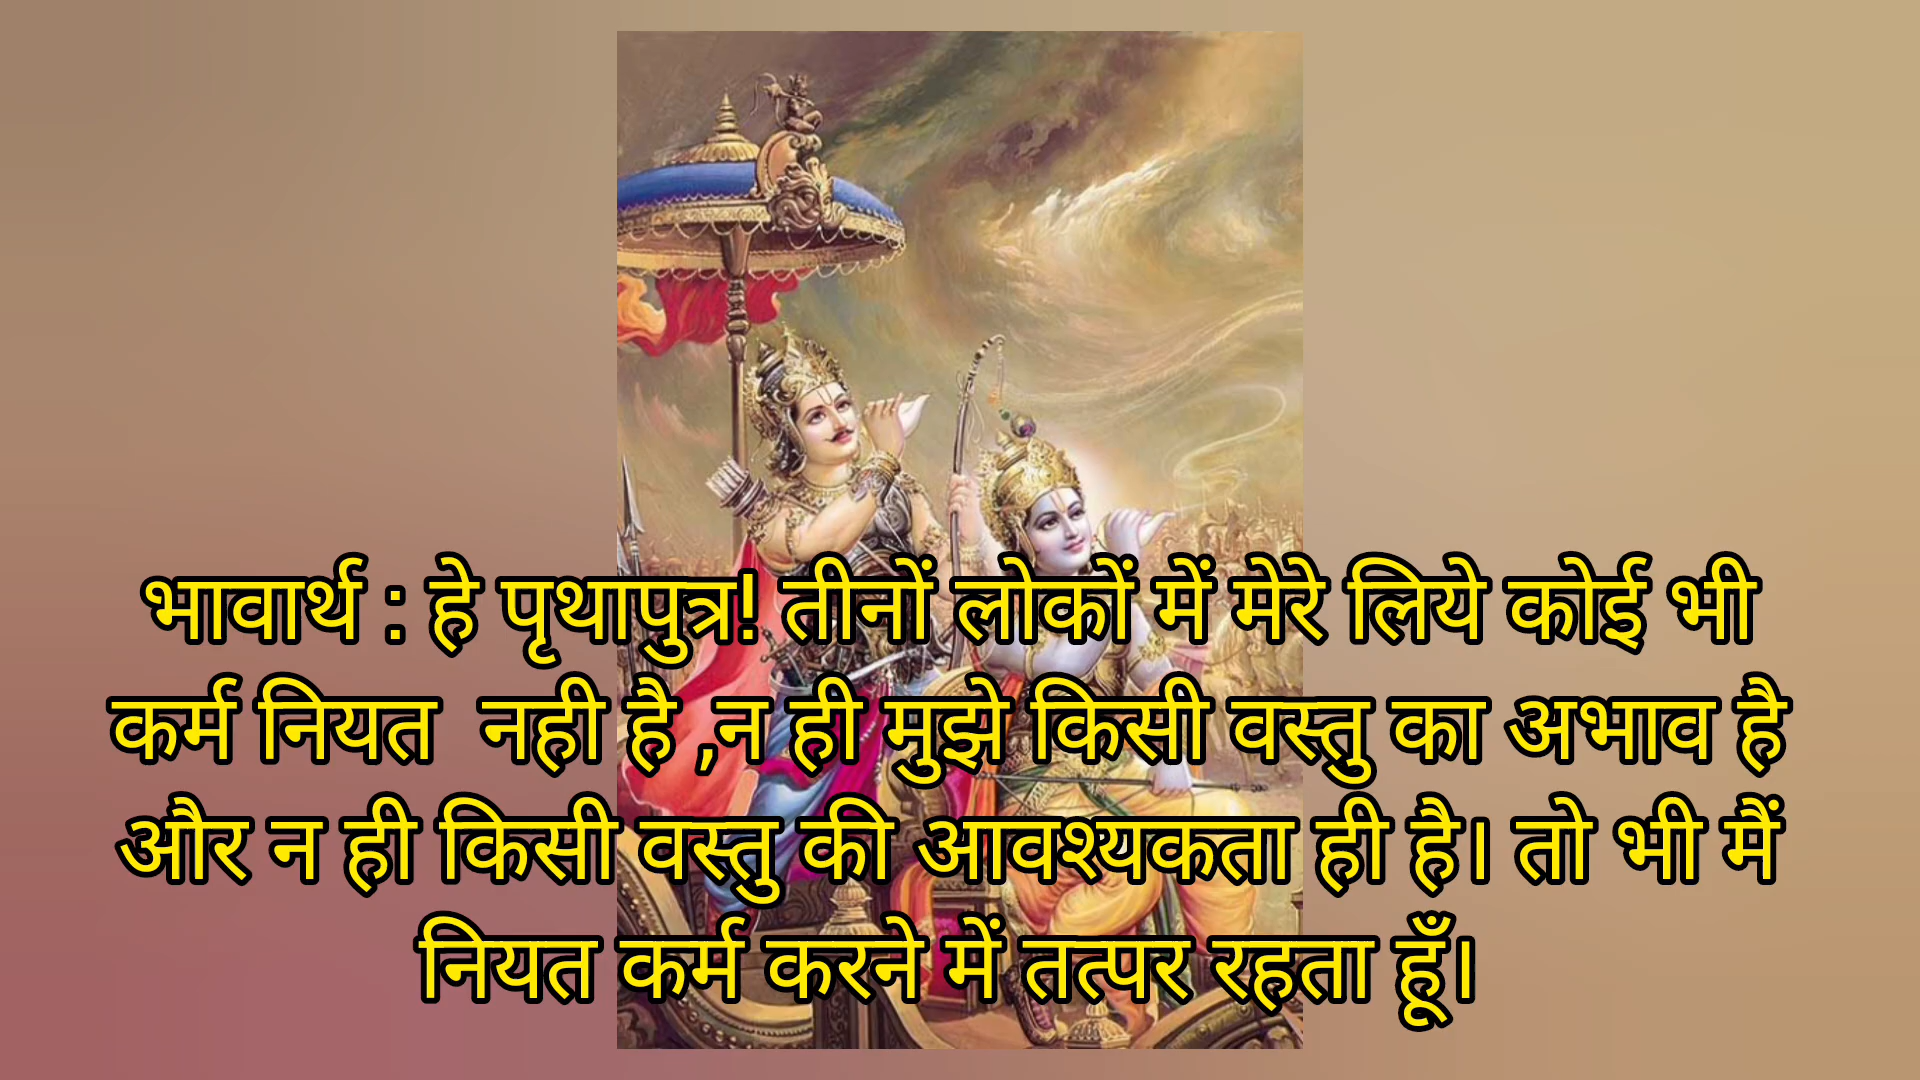 भावार्थ : हे पृथापुत्र! तीनों लोकों में मेरे लिये कोई भी
कर्म नियत  नही है ,न ही मुझे किसी वस्तु का अभाव है
और न ही किसी वस्तु की आवश्यकता ही है। तो भी मैं
नियत कर्म करने में तत्पर रहता हूँ।